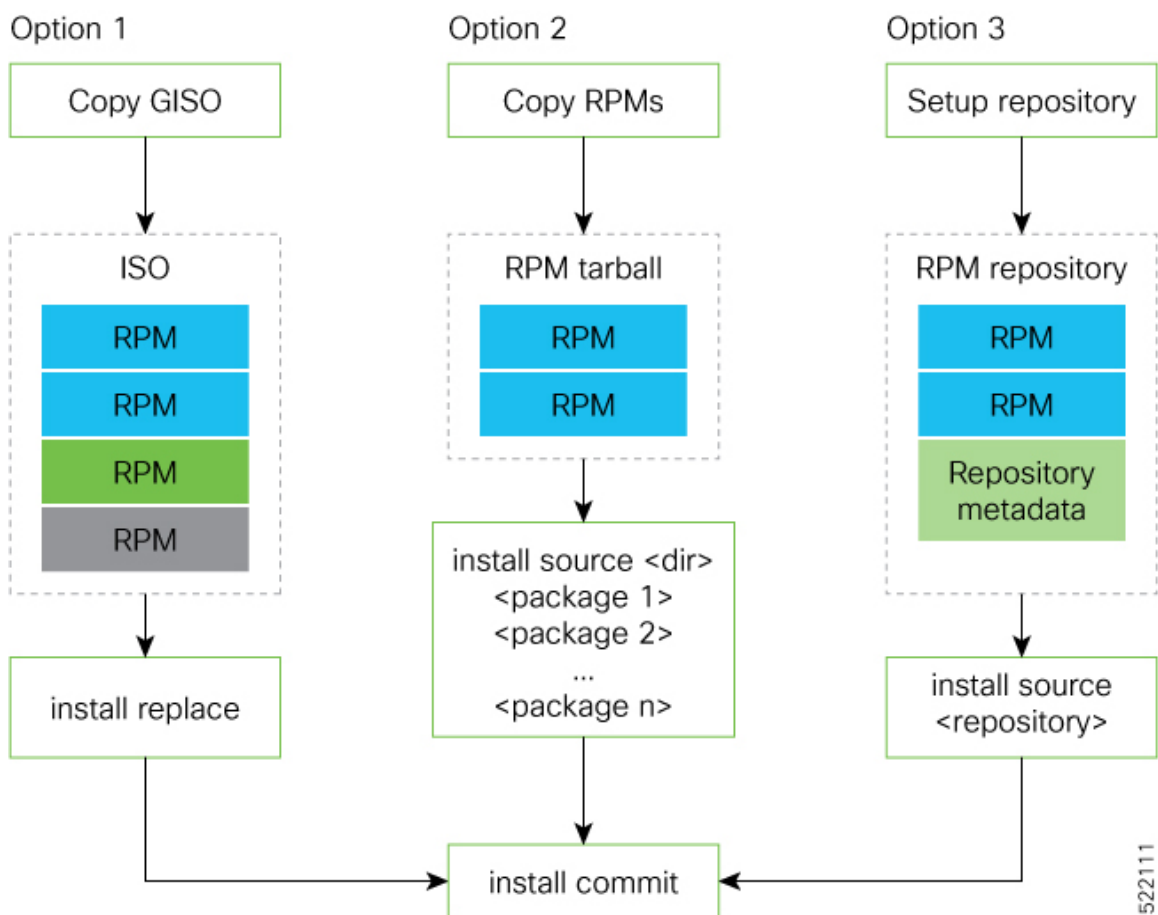 Option 1
Copy GISO
ISO
RPM
RPM
RPM
RPM
install replace
Option 2
Copy RPMs
RPM tarball
RPM
RPM
install source <dir>
<package 1>
<package 2>
...
<package n>
Option 3
Setup repository
RPM repository
RPM
RPM
Repository
metadata
install source
<repository>
install commit
522111